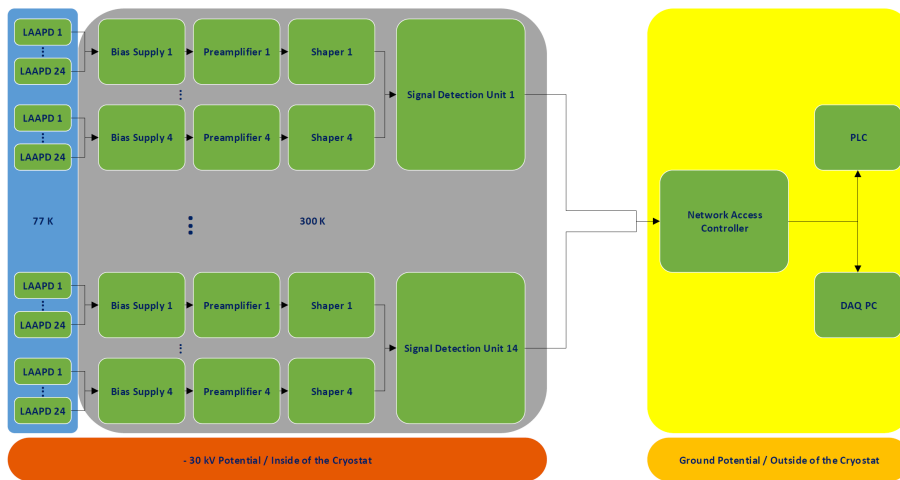 LAAPD 1
LAAPD 24
Bias Supply 1
Preamplifier 1
Shaper 1
LAAPD 1
LAAPD 24
Bias Supply 4
Preamplifier 4
Shaper 4
Signal Detection Unit 1
77 K
300 K
LAAPD 1
LAAPD 24
Bias Supply 1
Preamplifier 1
Shaper 1
LAAPD 1
LAAPD 24
Bias Supply 4
Preamplifier 4
Shaper 4
Signal Detection Unit 14
Network Access
Controller
PLC
DAQ PC
- 30 kV Potential / Inside of the Cryostat
Ground Potential / Outside of the Cryostat